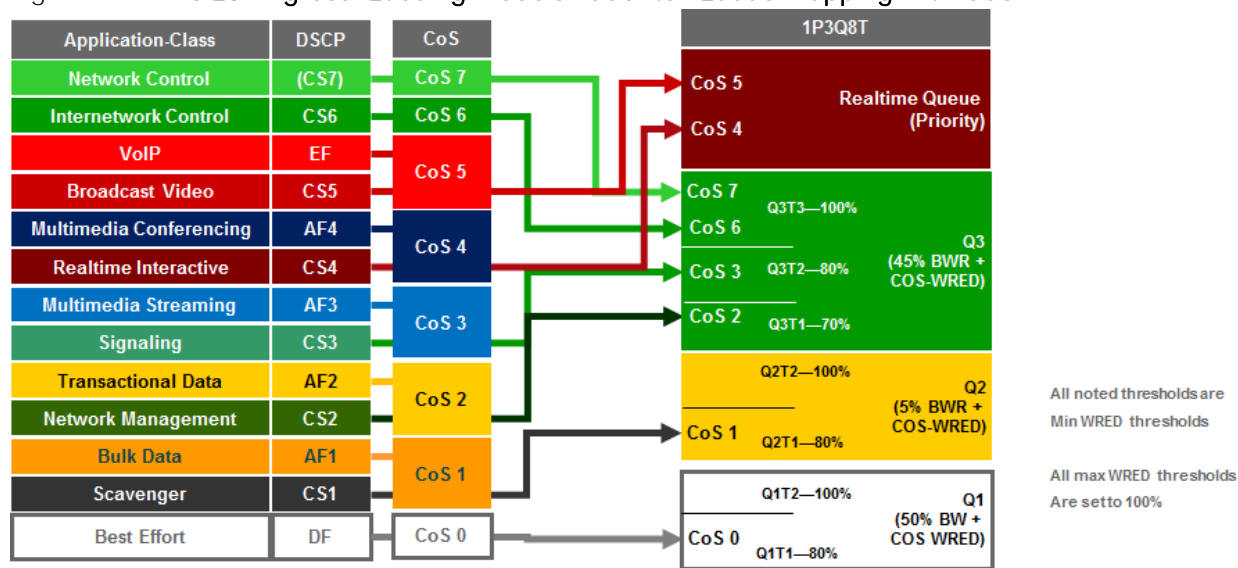 Application-Class DSCP CoS 1P3Q8T
Network Control (CS7) CoS 7
Internetwork Control CS6 CoS 6
VoIP EF
CoS 5
Broadcast Video CS5
Multimedia Conferencing AF4
CoS 4
Realtime Interactive CS4
Multimedia Streaming AF3
CoS 3
Signaling CS3
Transactional Data AF2
CoS 2
Network Management CS2
Bulk Data AF1
CoS 1
Scavenger CS1
Best Effort DF CoS 0
CoS 5
Realtime Queue
(Priority)
CoS 4
CoS 7
Q3T3—100%
CoS 6
Q3
(45% BWR +
COS-WRED)
CoS 3 Q3T2—80%
CoS 2
Q3T1—70%
Q2T2—100%
Q2
(5% BWR +
COS-WRED)
CoS 1
Q2T1—80%
Q1T2—100%
Q1
(50% BW +
COS WRED)
CoS 0
Q1T1—80%
All noted thresholds are
Min WRED thresholds
All max WRED thresholds
Are set to 100%